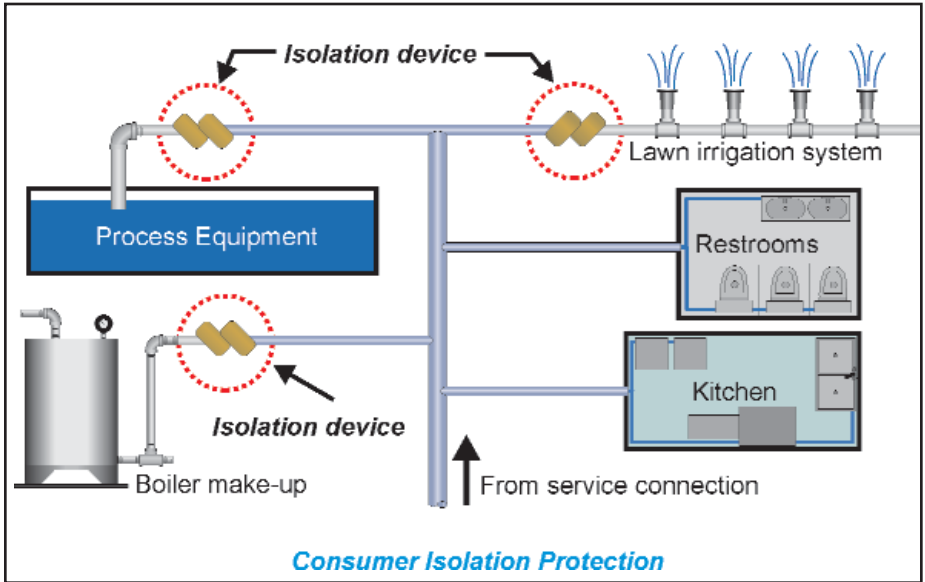 Isolation device
Lawn irrigation system
Process Equipment
Restrooms
Kitchen
Isolation device
Boiler make-up
From service connection
Consumer Isolation Protection